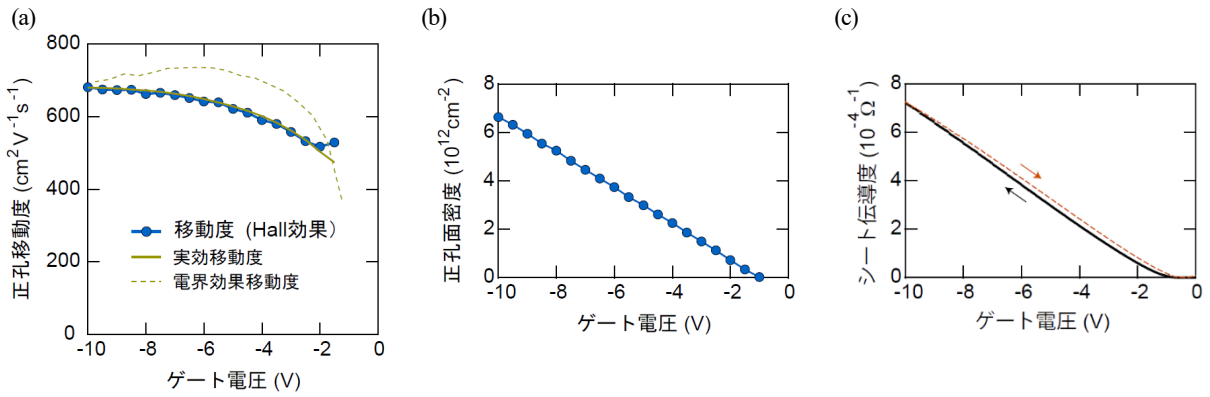 (a)
800
600
400
200
0
正孔移動度 (cm² V⁻¹s⁻¹)
移動度 (Hall効果)
実効移動度
電界効果移動度
-10 -8 -6 -4 -2 0
ゲート電圧 (V)
(b)
8
6
4
2
0
正孔面密度 (10¹²cm⁻²)
-10 -8 -6 -4 -2 0
ゲート電圧 (V)
(c)
8
6
4
2
0
シート伝導度 (10⁻⁴Ω⁻¹)
-10 -8 -6 -4 -2 0
ゲート電圧 (V)